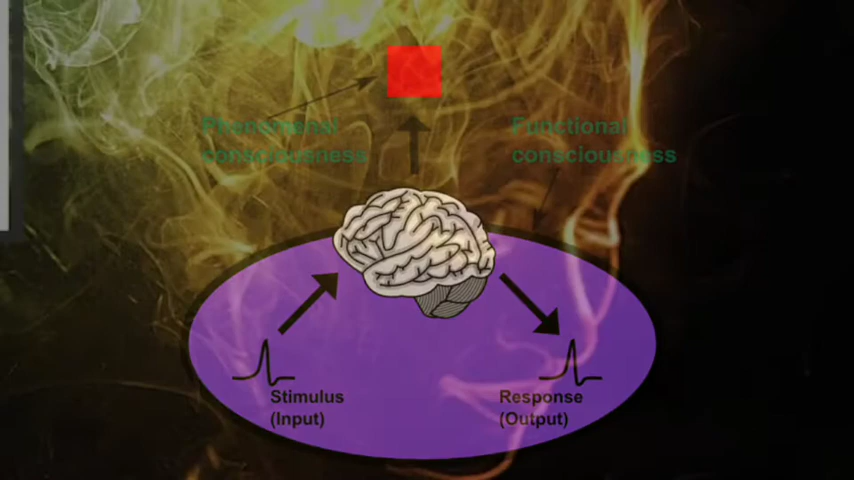 Phenomenal
consciousness
Functional
consciousness
Stimulus
(Input)
Response
(Output)